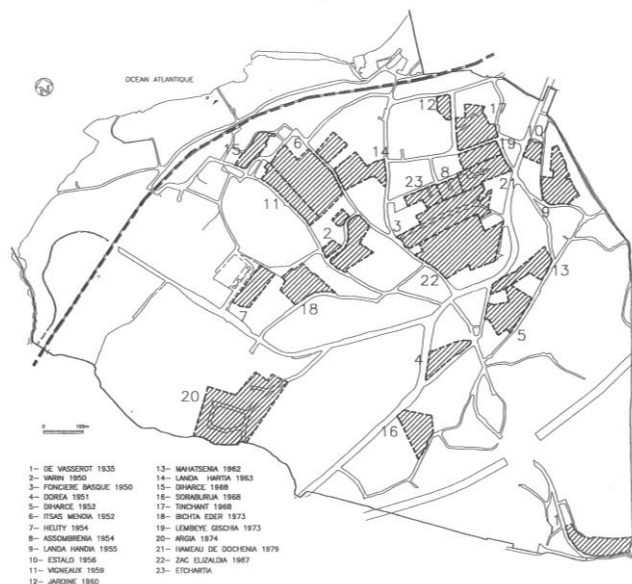 OCEAN ATLANTIQUE
12
17
15
6
14
19
10
8
23
21
11
3
9
2
13
22
7
18
5
4
20
16
1
0 100m
1- DE VASSEROT 1935
2- VARIN 1950
3- FONCIERE BASQUE 1950
4- DOREA 1951
5- DIHARCE 1952
6- ITSAS MENDIA 1952
7- HEUTY 1954
8- ASSOMBRENIA 1954
9- LANDA HANDIA 1955
10- ESTALO 1956
11- VIGNEAUX 1959
12- JARDINE 1960
13- MAHATSENIA 1962
14- LANDA HARTIA 1963
15- DIHARCE 1968
16- SORABURUA 1968
17- TINCHANT 1968
18- BICHTA EDER 1973
19- LEMBEYE GISCHIA 1973
20- ARGIA 1974
21- HAMEAU DE DOCHENIA 1979
22- ZAC ELIZALDIA 1987
23- ETCHARTIA